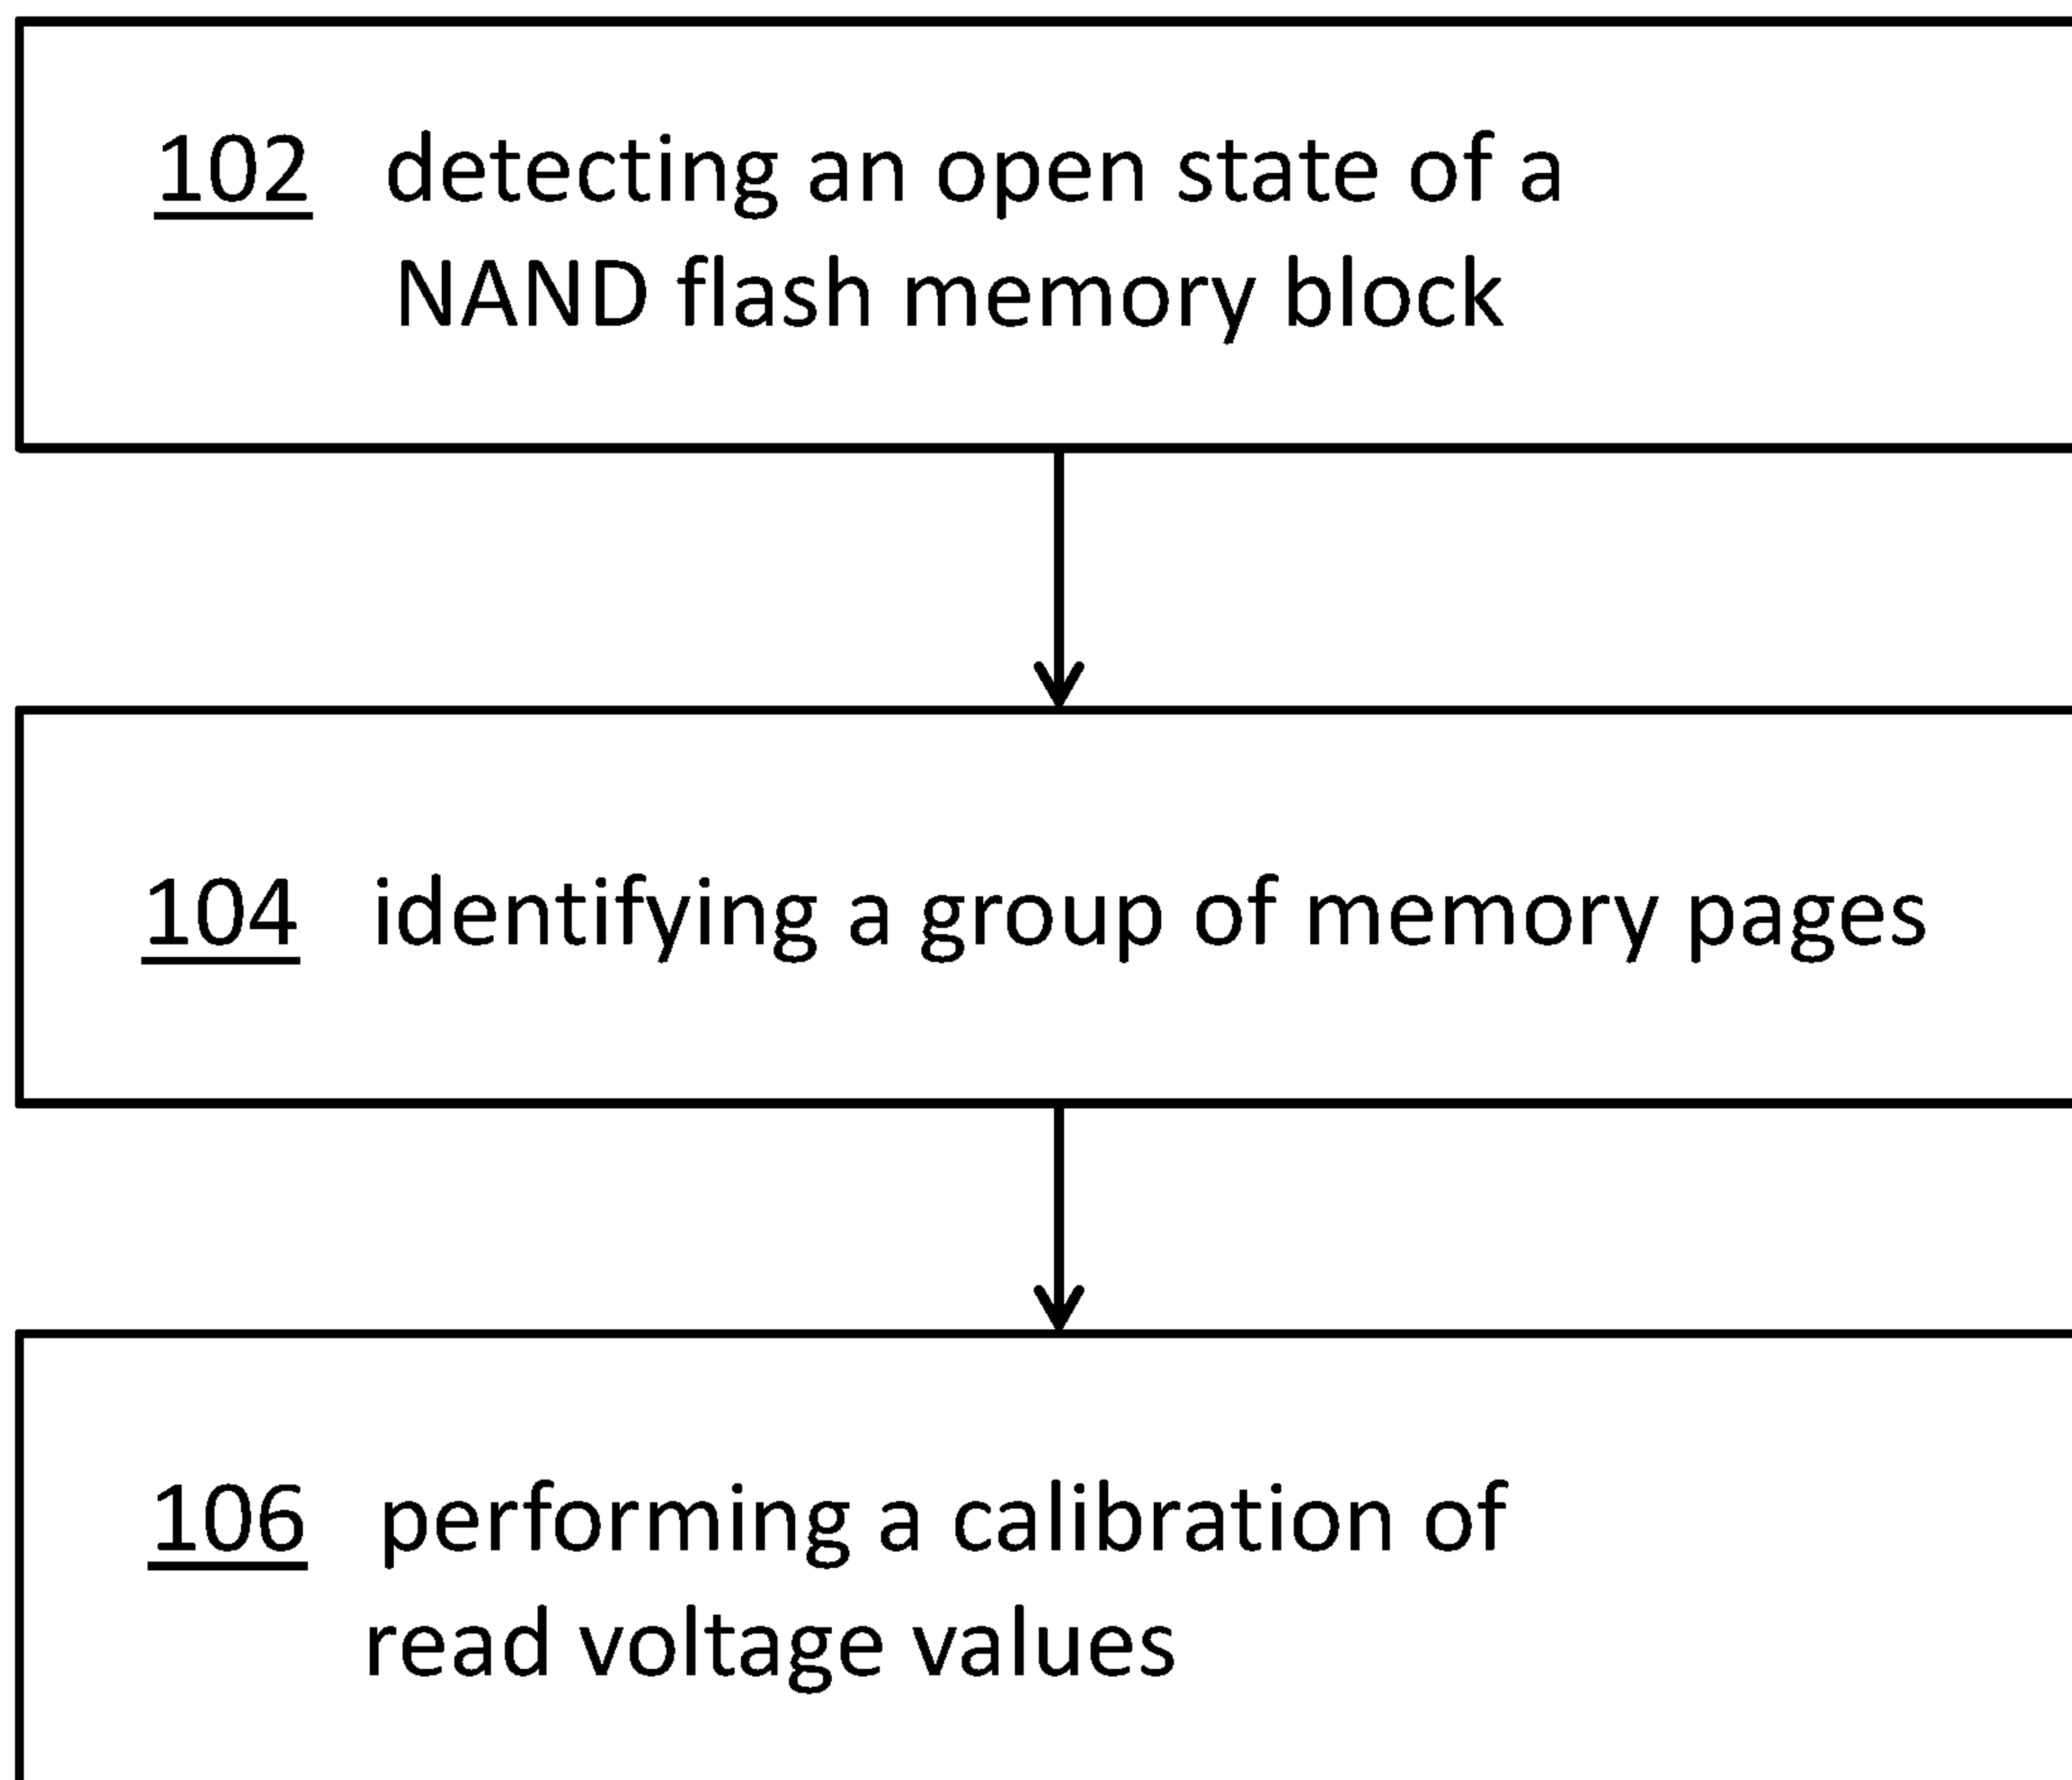 102 detecting an open state of a
NAND flash memory block
104 identifying a group of memory pages
106 performing a calibration of
read voltage values